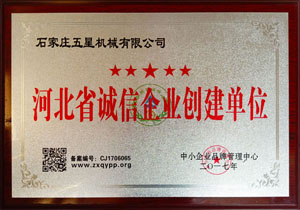 石家庄五星机械有限公司
河北省诚信企业创建单位
备案编号：CJ1706065
www.zxqypp.org
中小企业品牌管理中心
二〇一七年